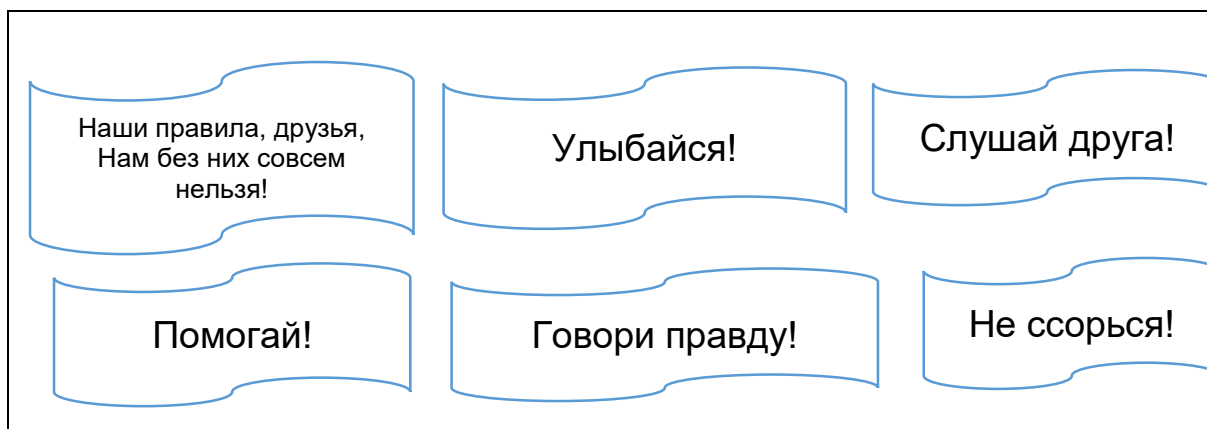 Наши правила, друзья,
Нам без них совсем
нельзя!
Улыбайся!
Слушай друга!
Помогай!
Говори правду!
Не ссорься!